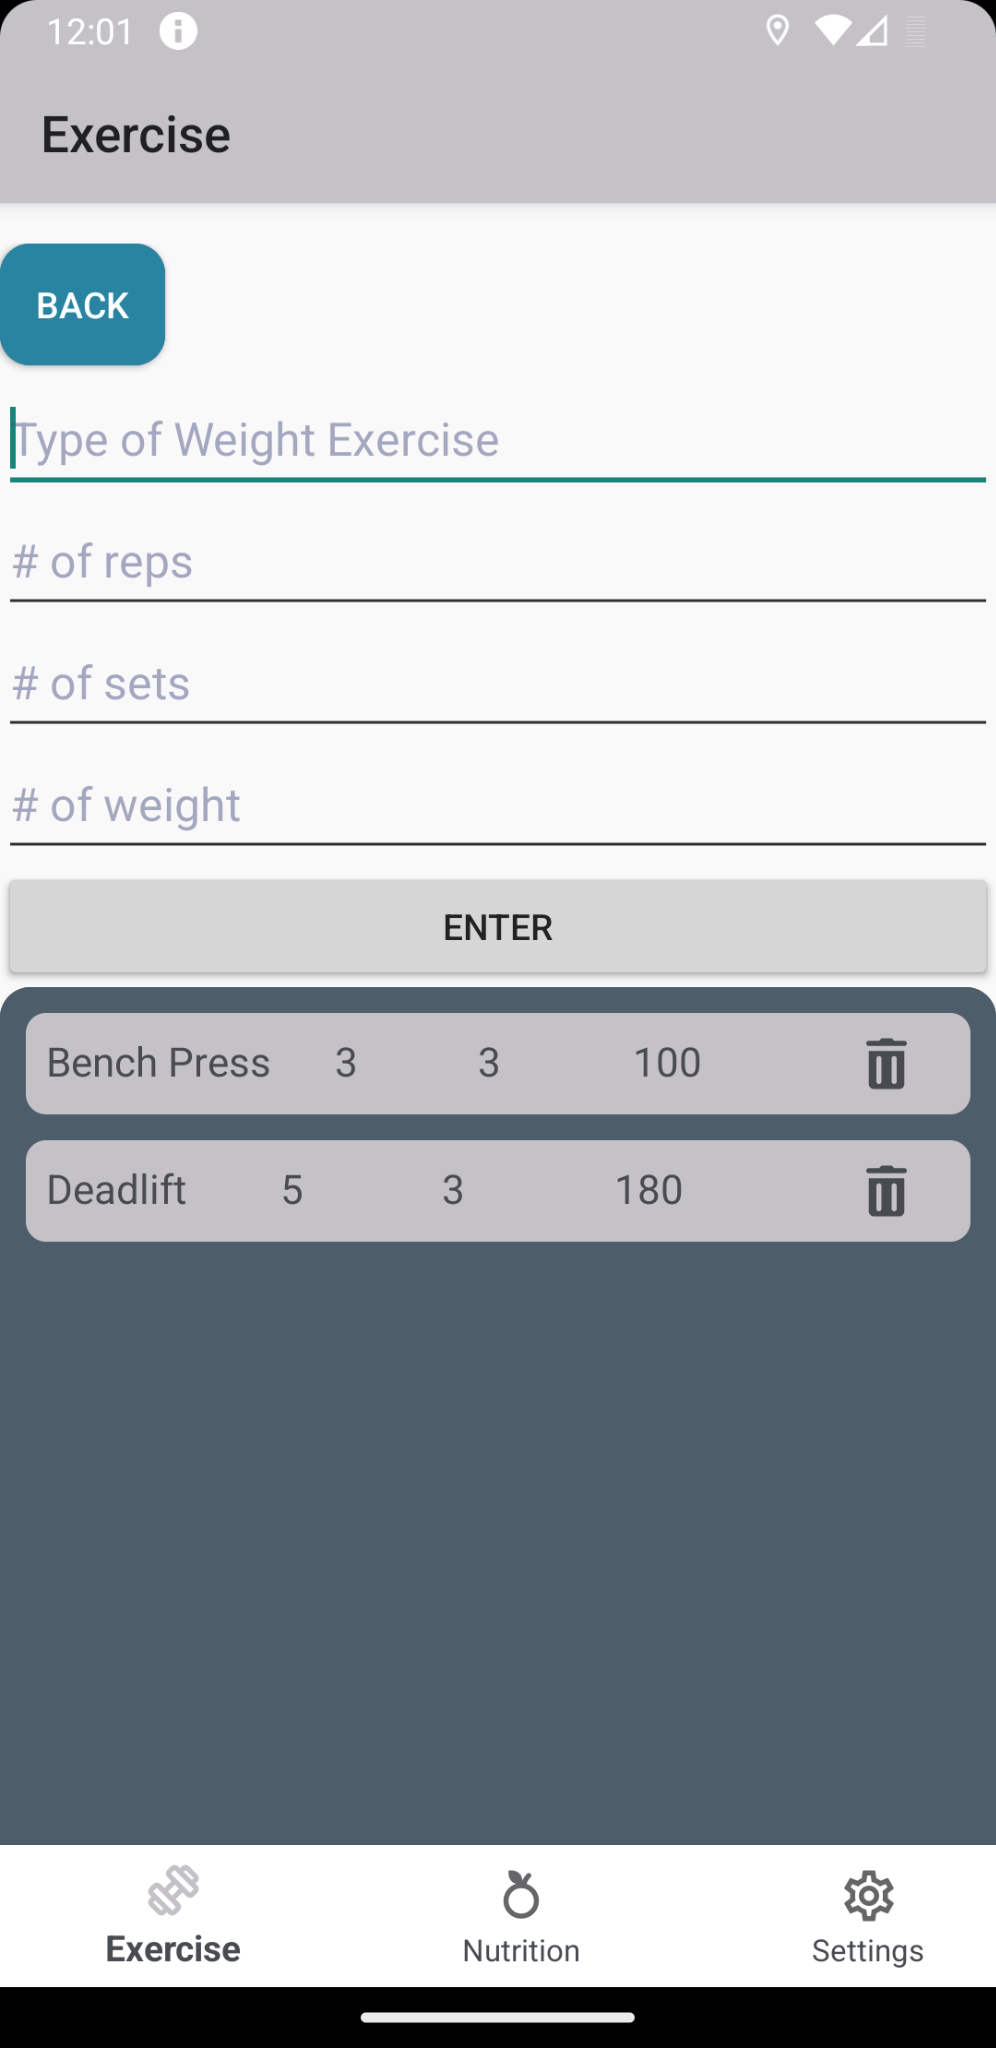 12:01
Exercise
BACK
Type of Weight Exercise
# of reps
# of sets
# of weight
ENTER
Bench Press 3 3 100
Deadlift 5 3 180
Exercise Nutrition Settings